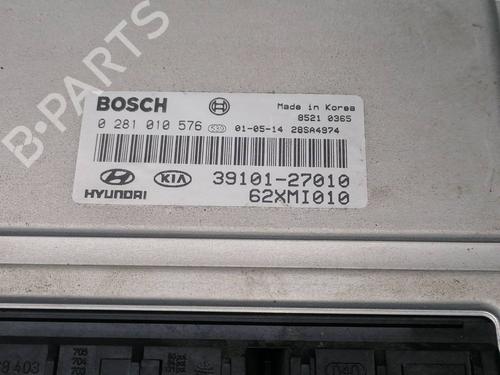 BOSCH
Made in Korea
8521 0365
0 281 010 576
01-05-14 28SA4974
HYUNDAI
KIA
39101-27010
62XMI010
B-PARTS